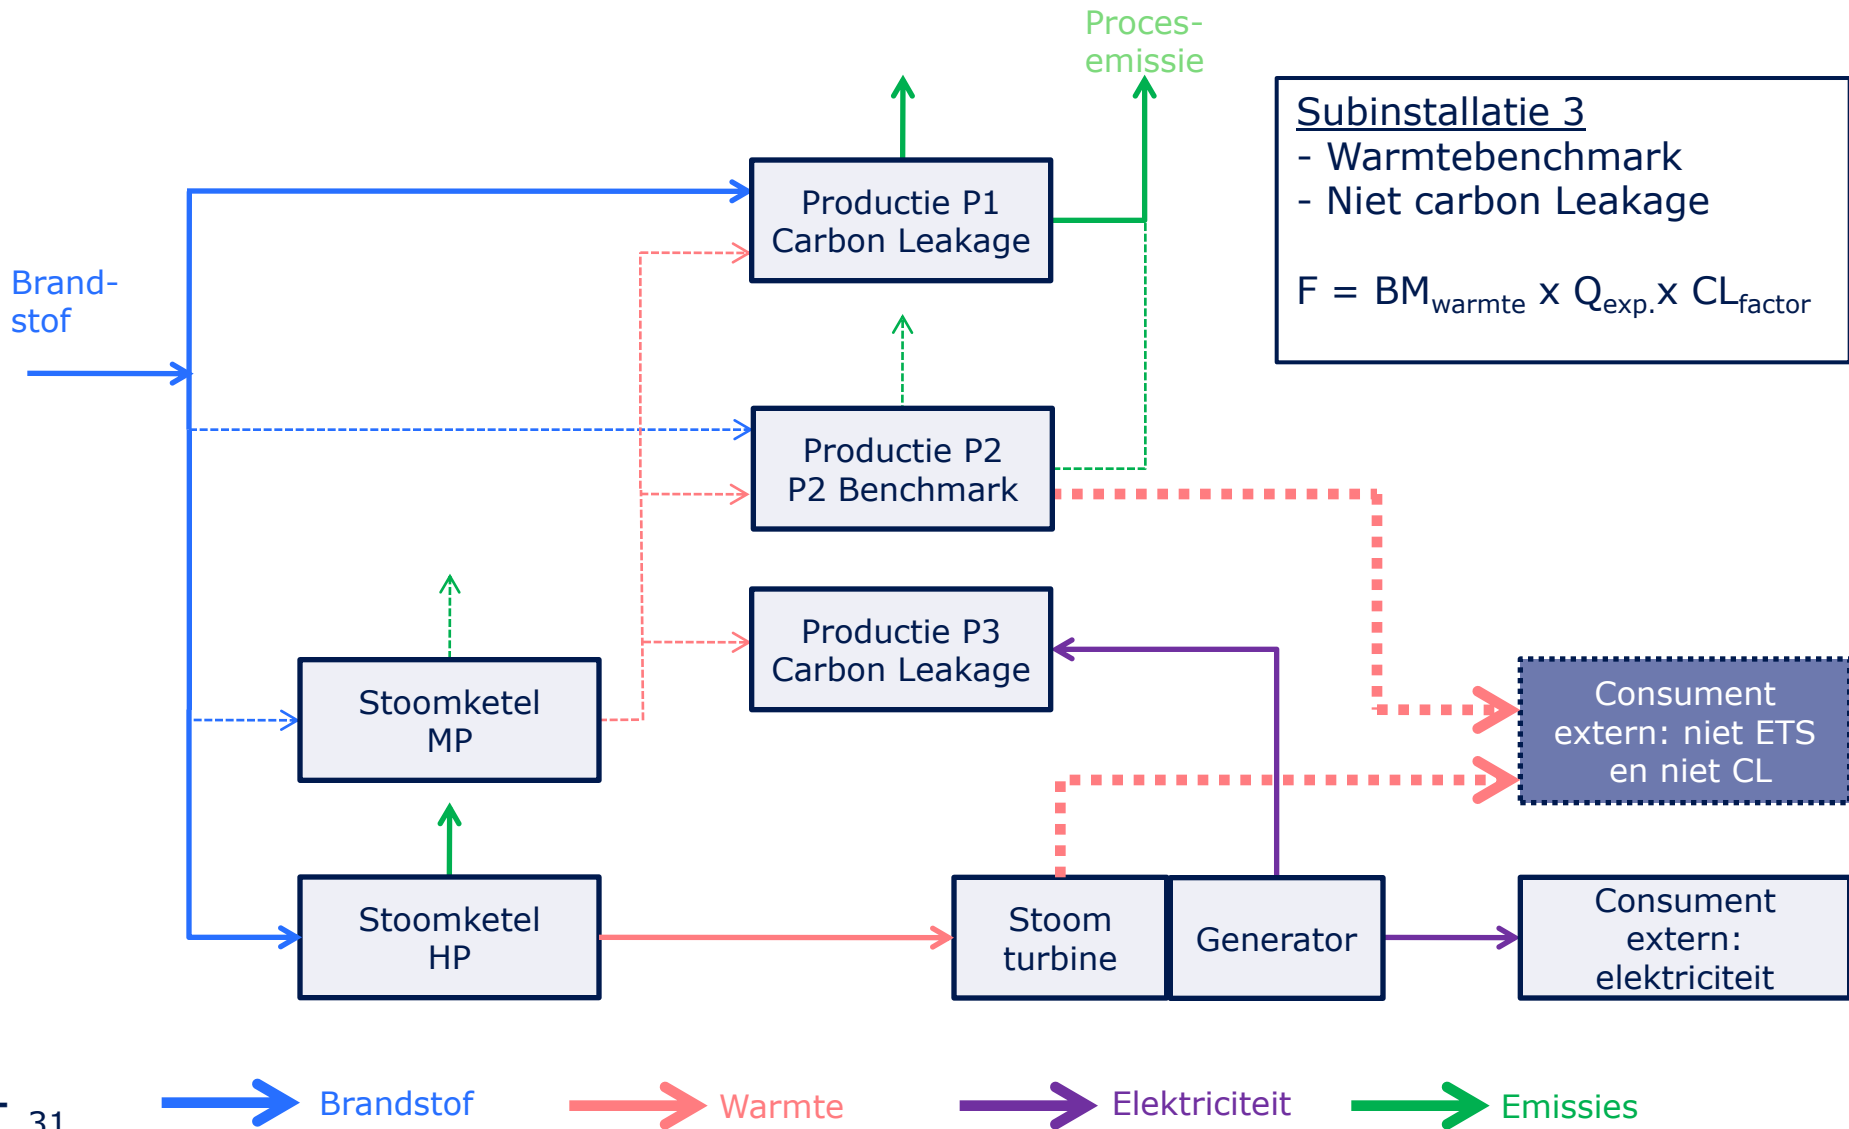 Proces-
emissie
Subinstallatie 3
- Warmtebenchmark
- Niet carbon Leakage
F = BMwarmte x Qexp.x CLfactor
Productie P1
Carbon Leakage
Brand-
stof
Productie P2
P2 Benchmark
Productie P3
Carbon Leakage
Stoomketel
MP
Consument
extern: niet ETS
en niet CL
Stoomketel
HP
Stoom
turbine
Generator
Consument
extern:
elektriciteit
Brandstof
Warmte
Elektriciteit
Emissies
31